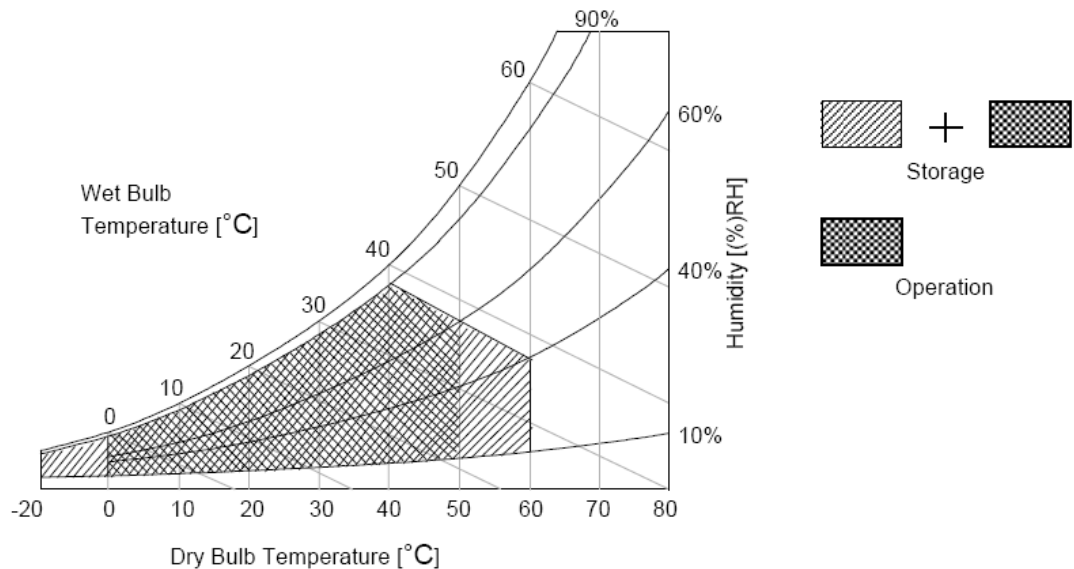 90%
60
60%
50
Wet Bulb
Temperature [°C]
40
40%
30
20
10
0
10%
-20 0 10 20 30 40 50 60 70 80
Dry Bulb Temperature [°C]
Humidity [(%)RH]
+
Storage
Operation